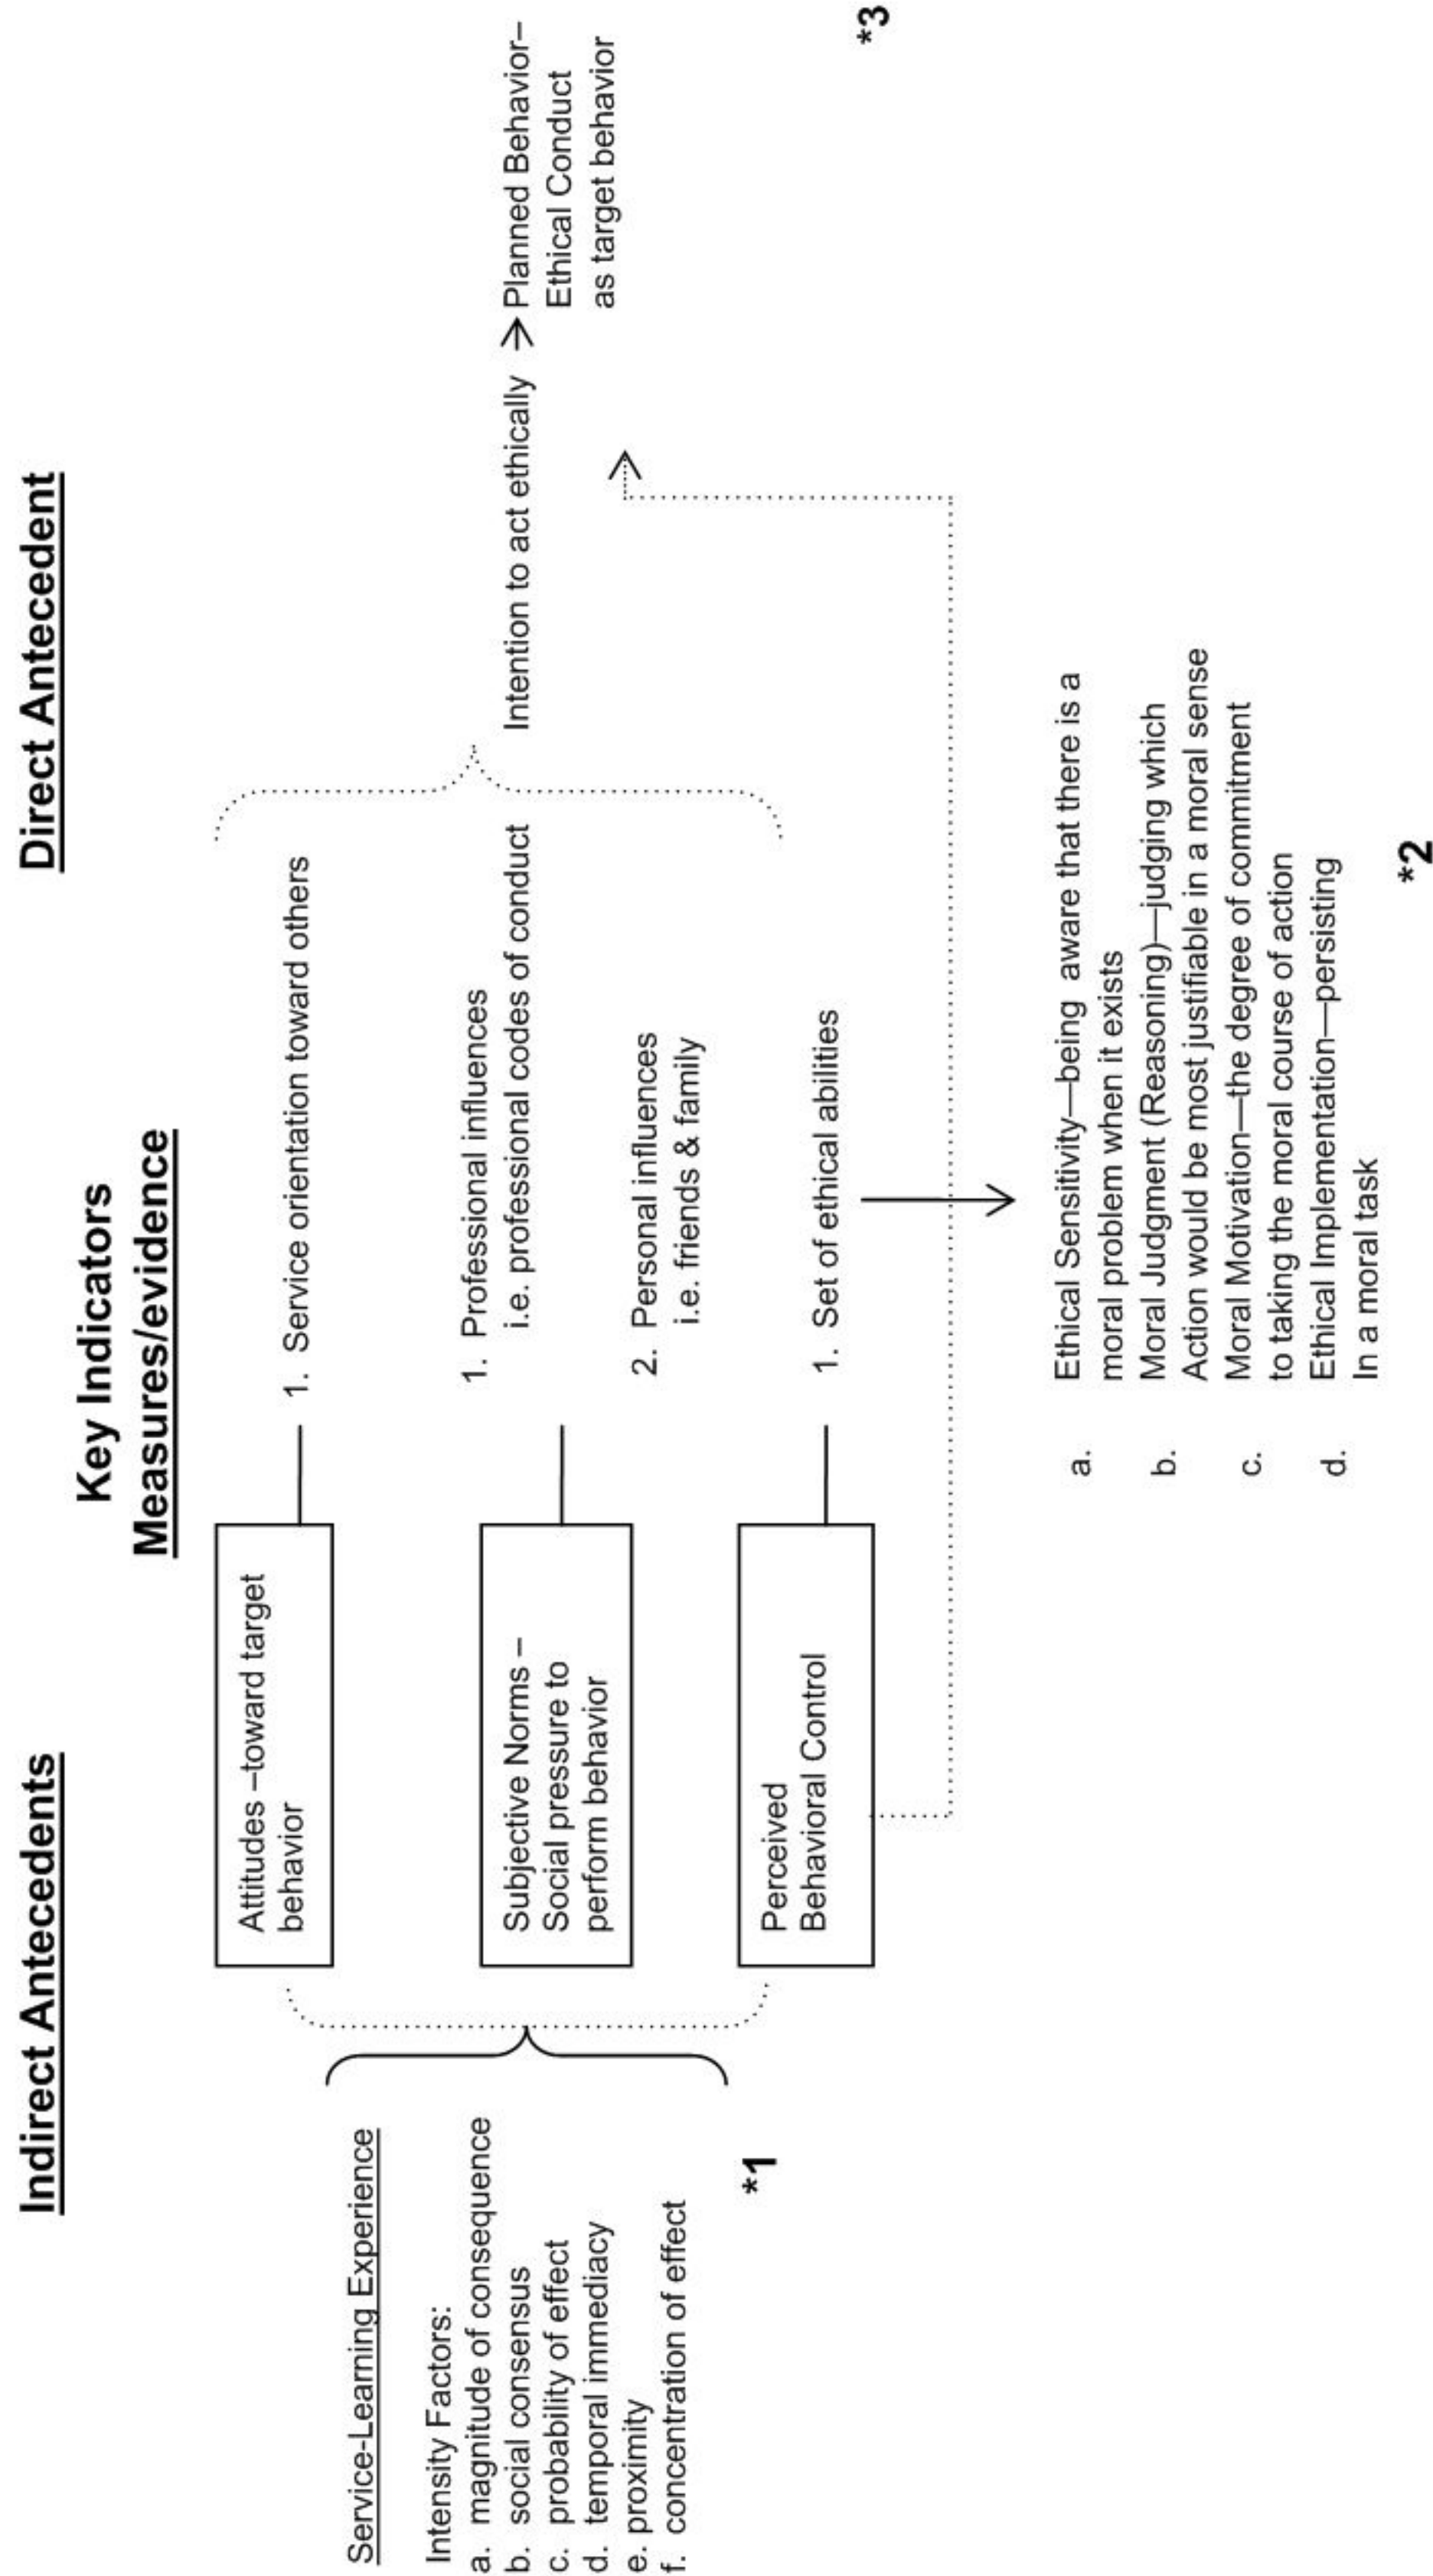 Indirect Antecedents
Key Indicators
Measures/evidence
Direct Antecedent
Service-Learning Experience
Intensity Factors:
a. magnitude of consequence
b. social consensus
c. probability of effect
d. temporal immediacy
e. proximity
f. concentration of effect
*1
Attitudes –toward target
behavior
1. Service orientation toward others
Subjective Norms –
Social pressure to
perform behavior
1. Professional influences
i.e. professional codes of conduct
2. Personal influences
i.e. friends & family
Perceived
Behavioral Control
1. Set of ethical abilities
Intention to act ethically
Planned Behavior–
Ethical Conduct
as target behavior
a. Ethical Sensitivity—being aware that there is a
moral problem when it exists
b. Moral Judgment (Reasoning)—judging which
Action would be most justifiable in a moral sense
c. Moral Motivation—the degree of commitment
to taking the moral course of action
d. Ethical Implementation—persisting
In a moral task
*2
*3